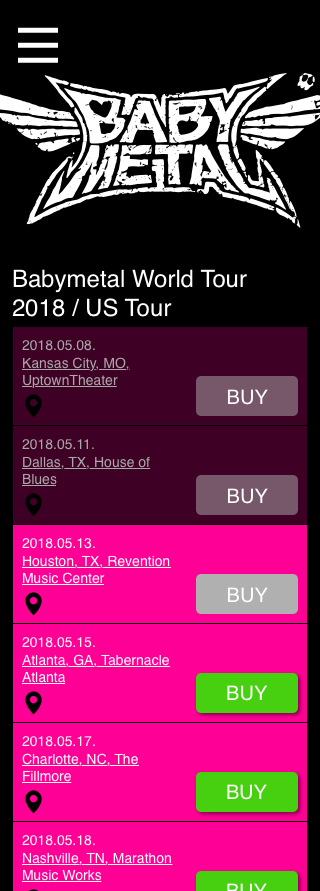 BABY
METAL
Babymetal World Tour
2018 / US Tour
2018.05.08.
Kansas City, MO,
UptownTheater
BUY
2018.05.11.
Dallas, TX, House of
Blues
BUY
2018.05.13.
Houston, TX, Revention
Music Center
BUY
2018.05.15.
Atlanta, GA, Tabernacle
Atlanta
BUY
2018.05.17.
Charlotte, NC, The
Fillmore
BUY
2018.05.18.
Nashville, TN, Marathon
Music Works
BUY